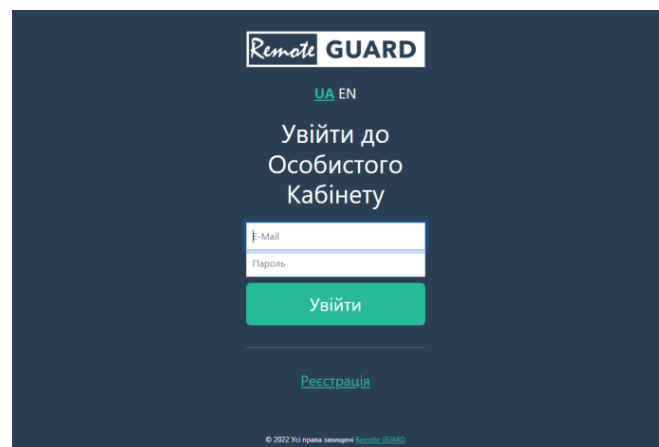 Remote GUARD
UA EN
Увійти до
Особистого
Кабінету
E-Mail
Пароль
Увійти
Реєстрація
© 2022 Усі права захищені Remote GUARD